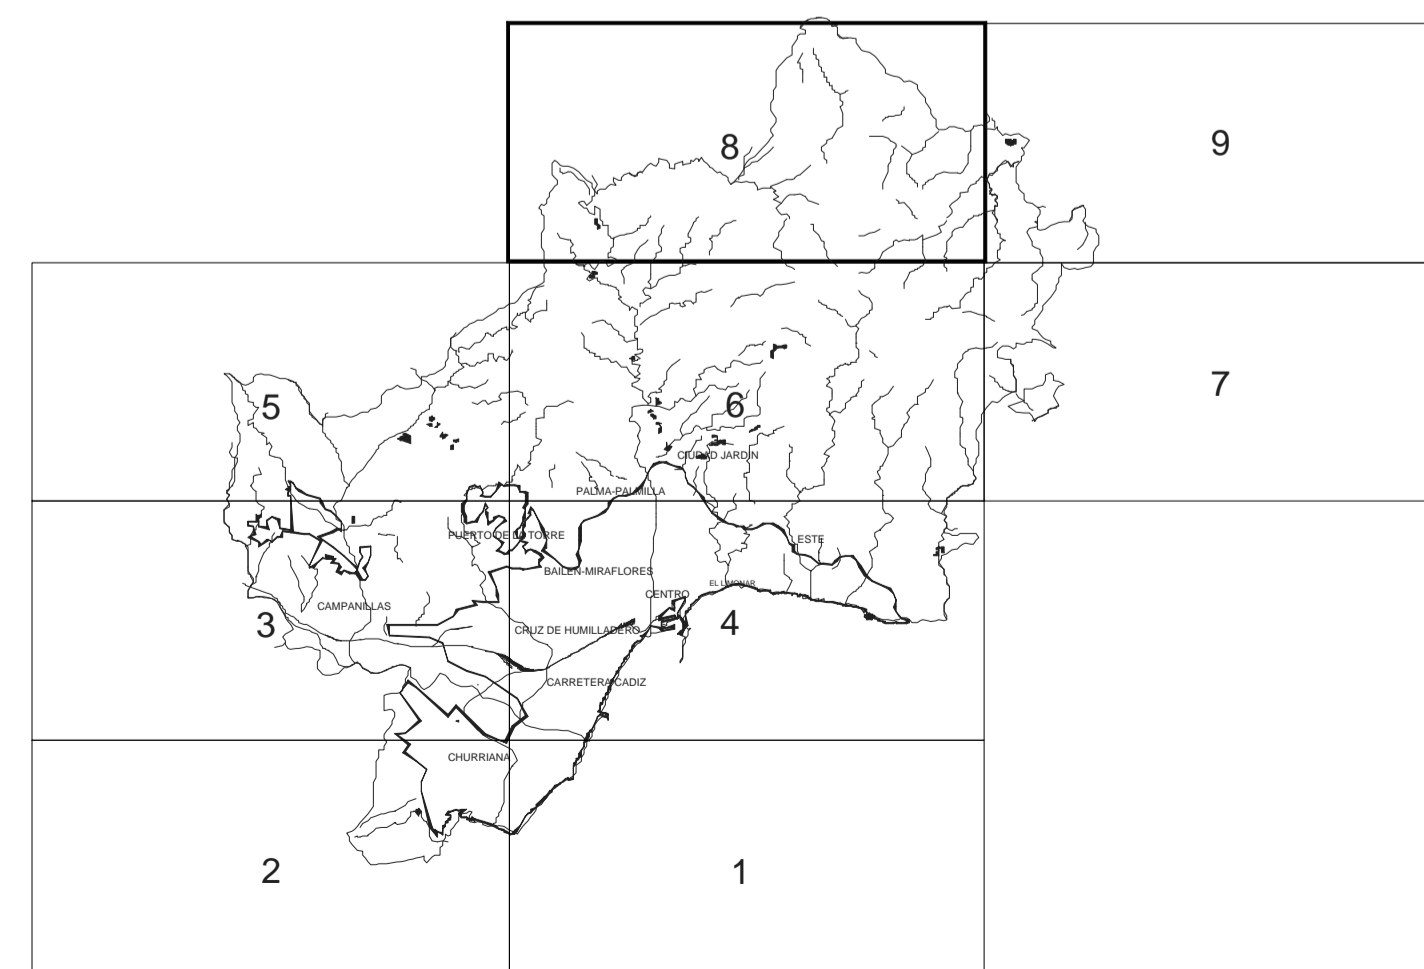 8
9
5
6
7
CIUDAD JARDIN
PALMA-PALMILLA
PUERTO DE LA TORRE
ESTE
BAILEN-MIRAFLORES
EL LIMONAR
CENTRO
CAMPANILLAS
3
CRUZ DE HUMILLADERO
4
CARRETERA CADIZ
CHURRIANA
2
1